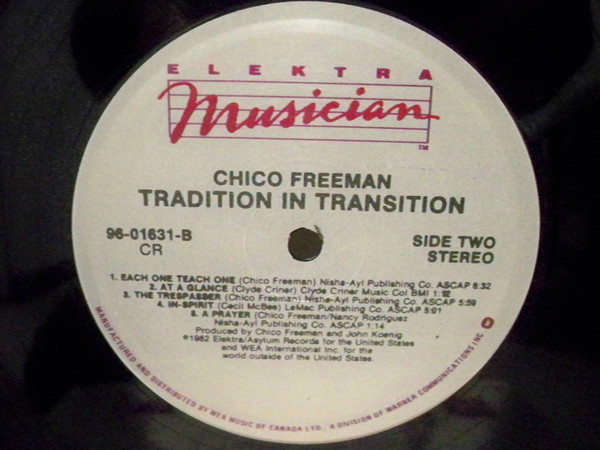 ELEKTRA
Musician
TM
CHICO FREEMAN
TRADITION IN TRANSITION
96-01631-B
CR
SIDE TWO
STEREO
1. EACH ONE TEACH ONE (Chico Freeman) Nisha-Ayl Publishing Co. ASCAP 8:32
2. AT A GLANCE (Clyde Criner) Clyde Criner Music Co! BMI
3. THE TRESPASSER (Chico Freeman) Nisha-Ayl Publishing Co. ASCAP 5:59
4. IN-SPIRIT (Cecil McBee) LeMac Publishing Co. ASCAP 5:01
5. A PRAYER (Chico Freeman/Nancy Rodriguez
Nisha-Ayl Publishing Co. ASCAP 1:14
Produced by Chico Freeman and John Koenig
℗1982 Elektra/Asylum Records for the United States
and WEA International Inc. for the
world outside of the United States.
MANUFACTURED AND DISTRIBUTED BY WEA MUSIC OF CANADA LTD., A DIVISION OF WARNER COMMUNICATIONS INC